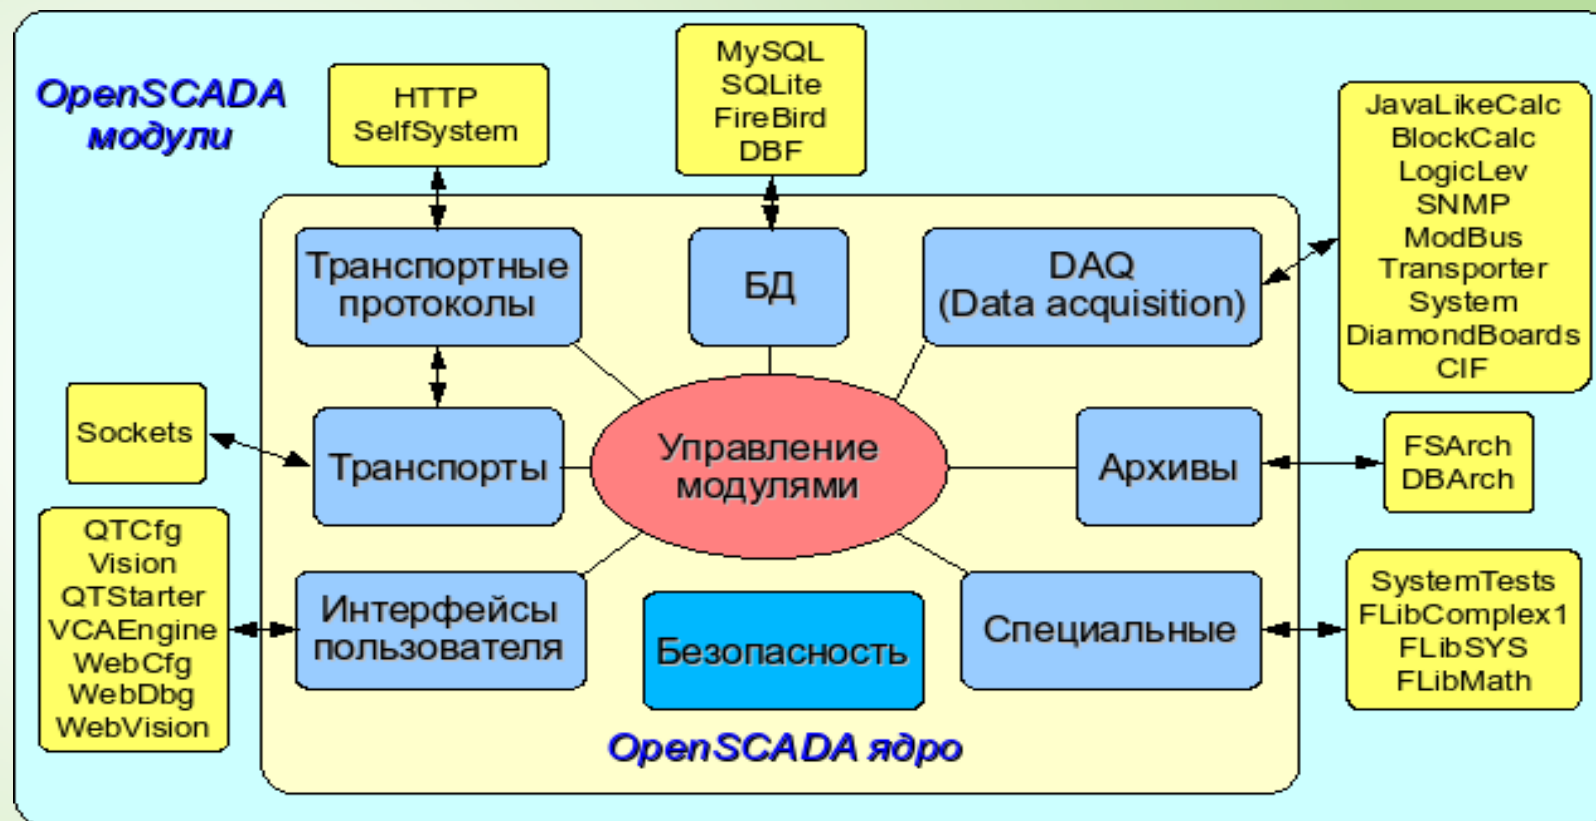 OpenSCADA
модули
HTTP
SelfSystem
MySQL
SQLite
FireBird
DBF
JavaLikeCalc
BlockCalc
LogicLev
SNMP
ModBus
Transporter
System
DiamondBoards
CIF
Транспортные
протоколы
БД
DAQ
(Data acquisition)
Sockets
Транспорты
Управление
модулями
Архивы
FSArch
DBArch
QTCfg
Vision
QTStarter
VCAEngine
WebCfg
WebDbg
WebVision
Интерфейсы
пользователя
Безопасность
Специальные
SystemTests
FLibComplex1
FLibSYS
FLibMath
OpenSCADA ядро